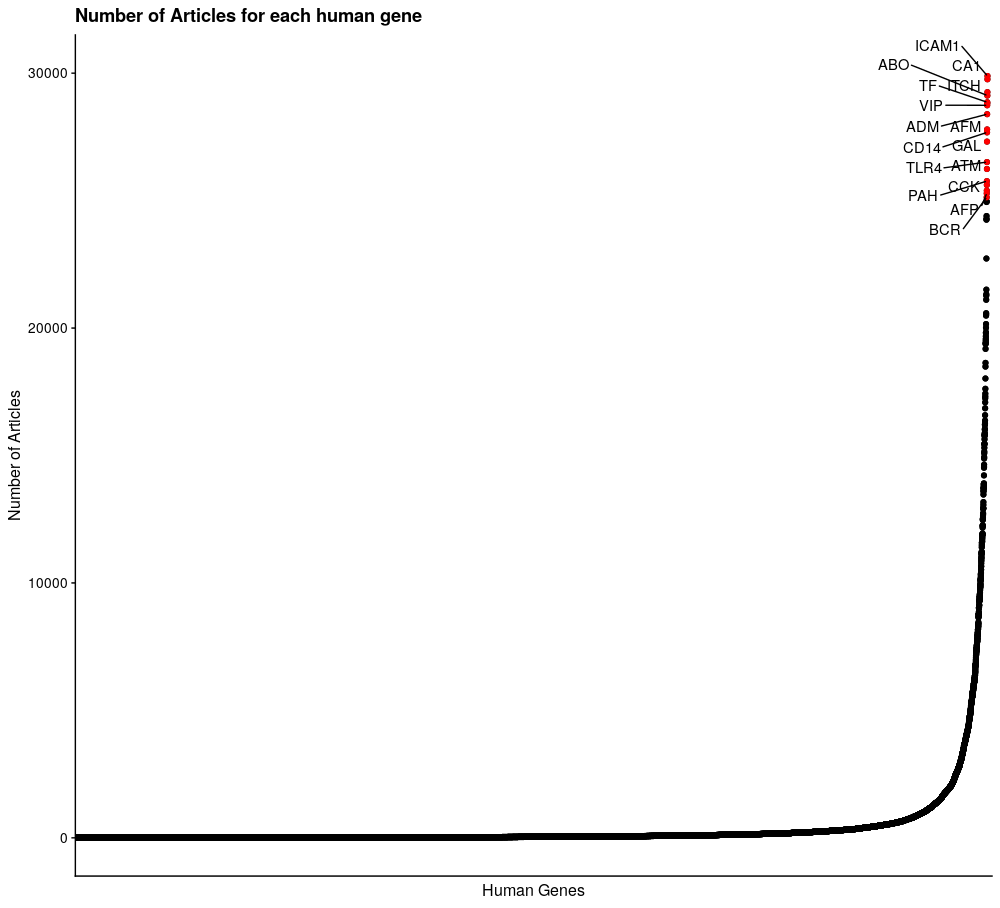 Number of Articles for each human gene
ICAM1
ABO
CA1
TF
ITCH
VIP
ADM
AFM
CD14
GAL
TLR4
ATM
PAH
CCK
AFP
BCR
30000
20000
10000
0
Number of Articles
Human Genes